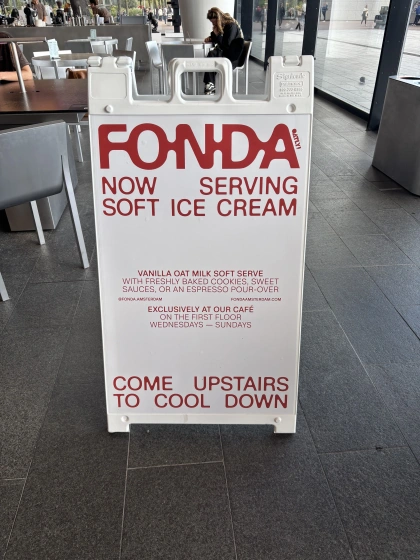 FONDA
OATLY!
NOW SERVING
SOFT ICE CREAM
VANILLA OAT MILK SOFT SERVE
WITH FRESHLY BAKED COOKIES, SWEET
SAUCES, OR AN ESPRESSO POUR-OVER
@FONDA.AMSTERDAM FONDAAMSTERDAM.COM
EXCLUSIVELY AT OUR CAFÉ
ON THE FIRST FLOOR
WEDNESDAYS — SUNDAYS
COME UPSTAIRS
TO COOL DOWN